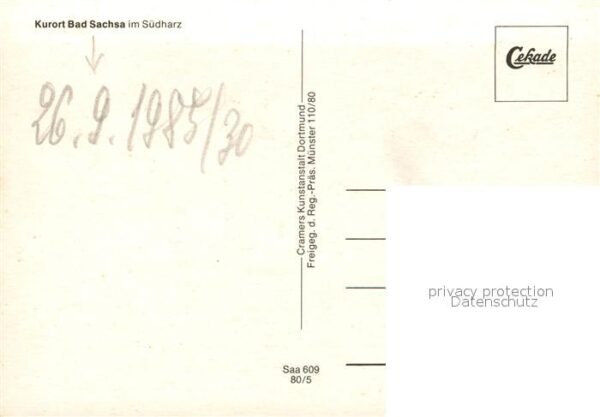 Kurort Bad Sachsa im Südharz
26.9.1985/30
Cekade
Cramers Kunstanstalt Dortmund
Freigeg. d. Reg.-Präs. Münster 110/80
privacy protection
Datenschutz
Saa 609
80/5